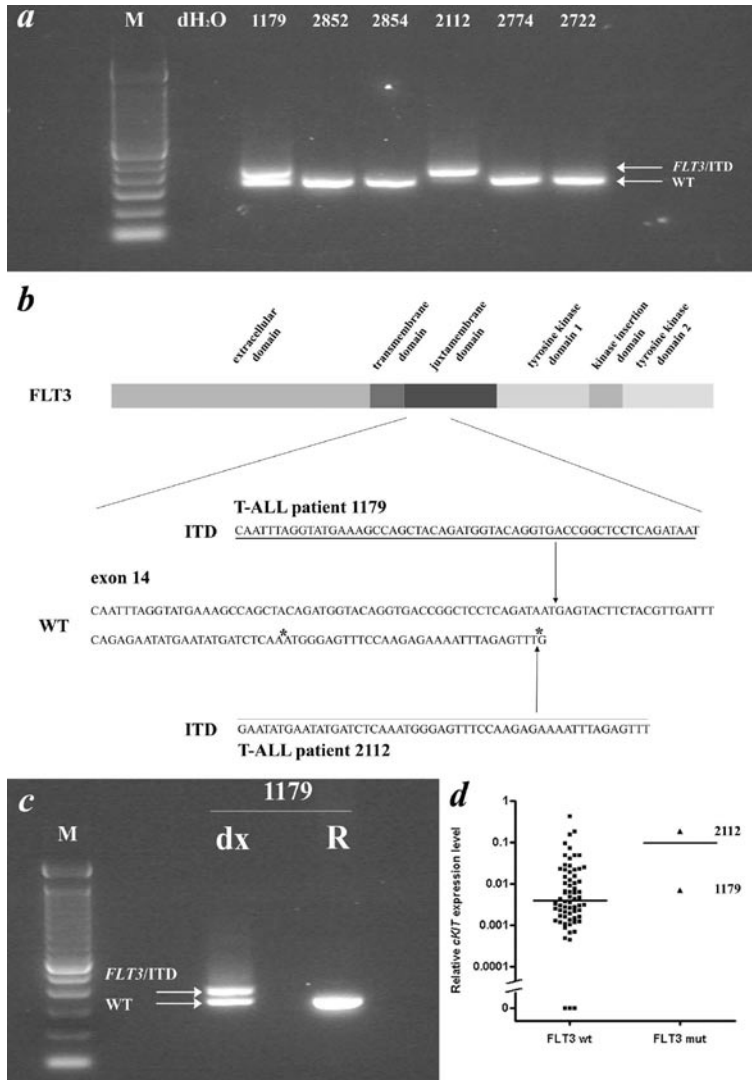 a
M dH₂O 1179 2852 2854 2112 2774 2722
FLT3/ITD
WT
b
extracellular
domain
transmembrane
domain
juxtamembrane
domain
tyrosine kinase
domain 1
kinase insertion
domain
tyrosine kinase
domain 2
FLT3
T-ALL patient 1179
ITD CAATTTAGGTATGAAAGCCAGCTACAGATGGTACAGGTGACCGGCTCCTCAGATAAT
exon 14
CAATTTAGGTATGAAAGCCAGCTACAGATGGTACAGGTGACCGGCTCCTCAGATAATGAGTACTTCTACGTTGATTT
WT
CAGAGAATATGAATATGATCTCAAATGGGAGTTTCCAAGAGAAAATTTAGAGTTTG
* *
ITD GAATATGAATATGATCTCAAATGGGAGTTTCCAAGAGAAAATTTAGAGTTT
T-ALL patient 2112
c
1179
M dx R
FLT3/ITD
WT
d
Relative cKIT expression level
1
0.1
0.01
0.001
0.0001
0
2112
1179
FLT3 wt FLT3 mut